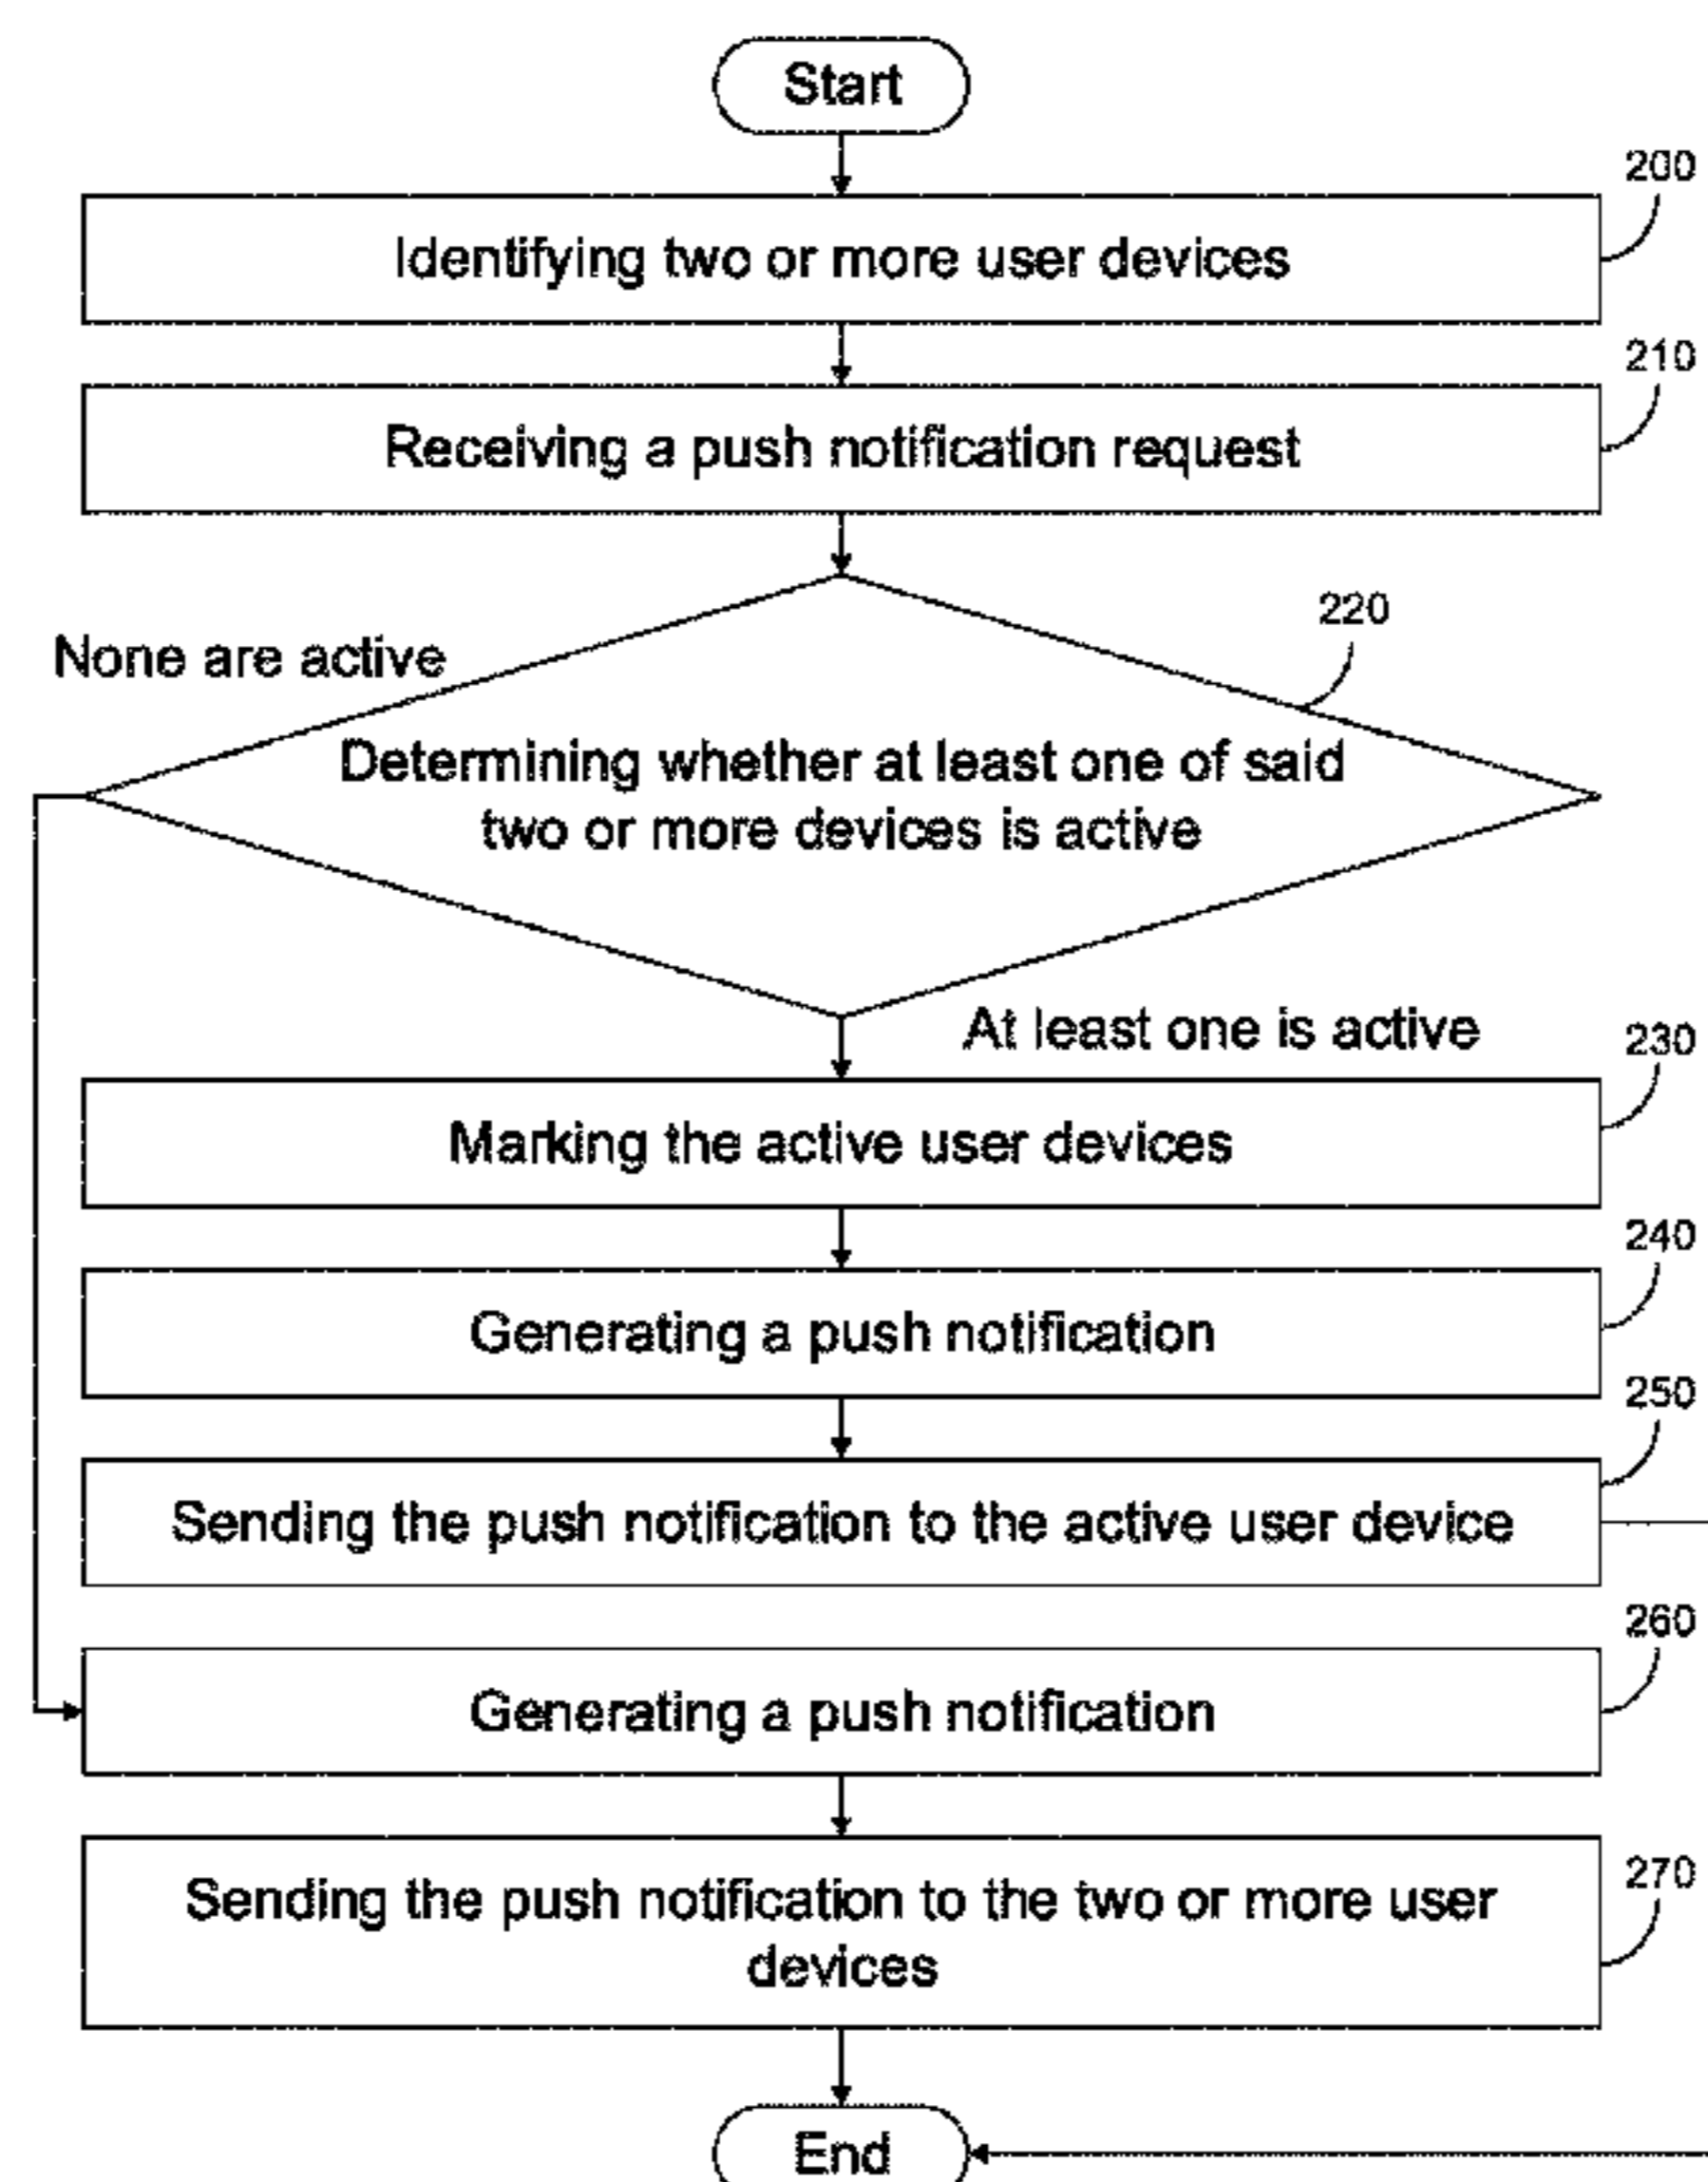 Start
200
Identifying two or more user devices
210
Receiving a push notification request
220
None are active
Determining whether at least one of said
two or more devices is active
At least one is active
230
Marking the active user devices
240
Generating a push notification
250
Sending the push notification to the active user device
260
Generating a push notification
270
Sending the push notification to the two or more user
devices
End